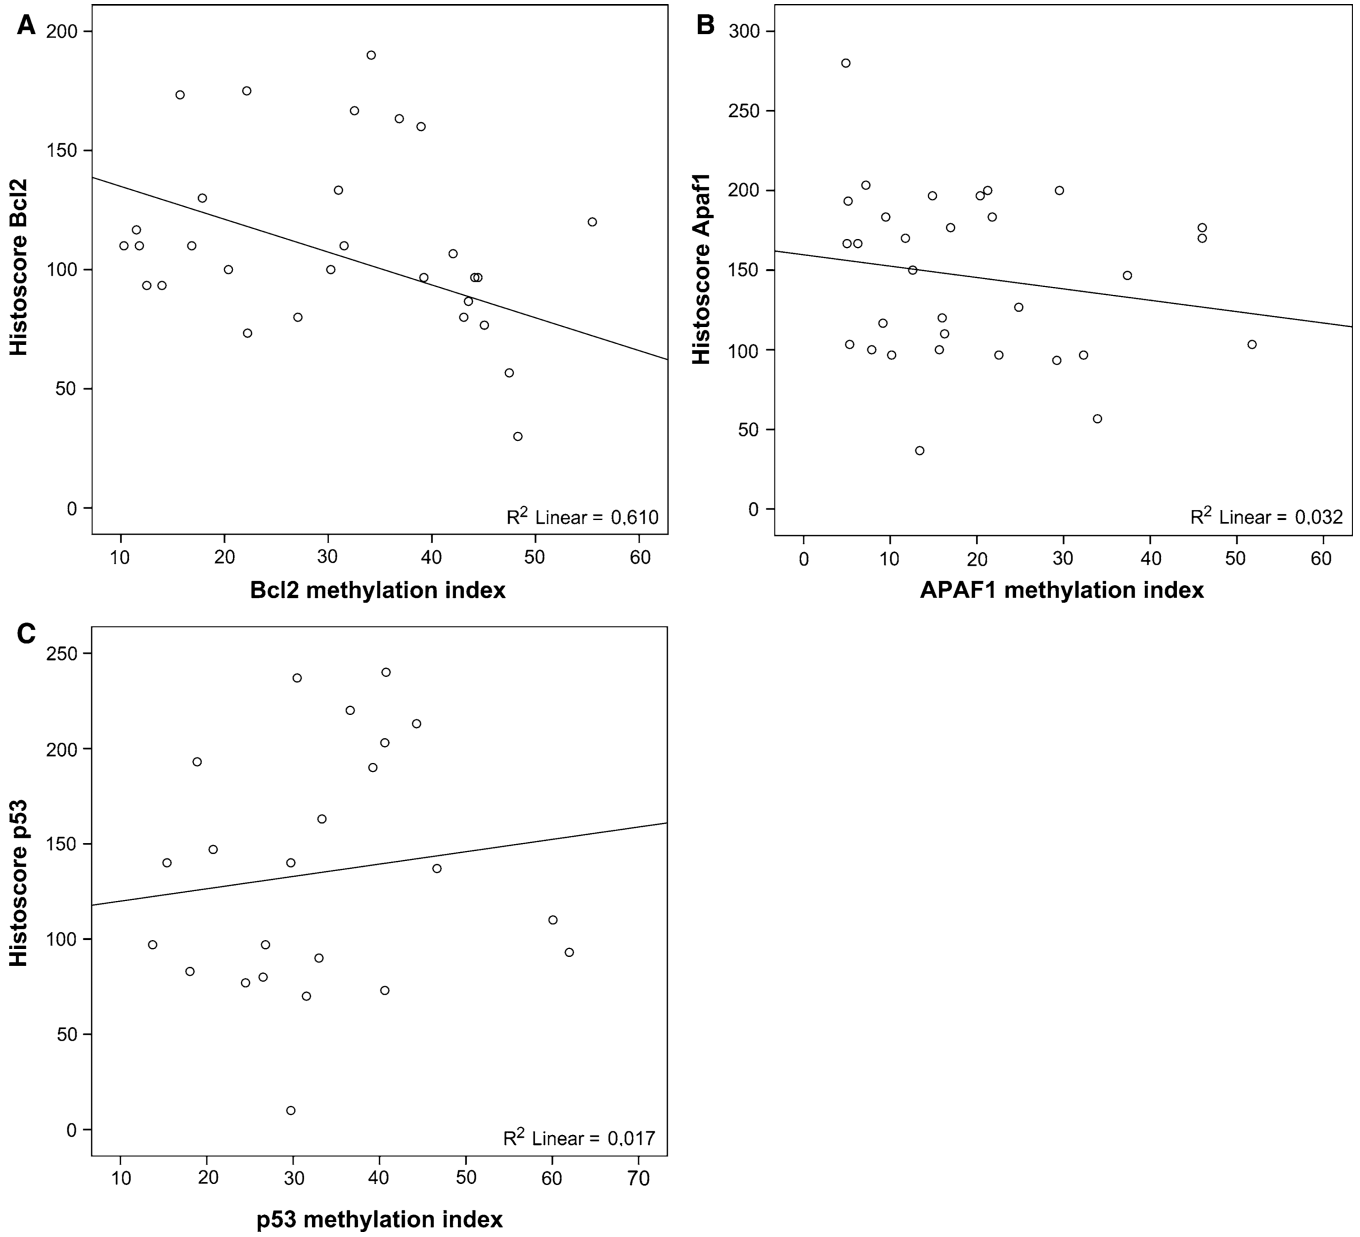 A
200
150
100
50
0
Histoscore Bcl2
R² Linear = 0,610
10 20 30 40 50 60
Bcl2 methylation index
B
300
250
200
150
100
50
0
Histoscore Apaf1
R² Linear = 0,032
0 10 20 30 40 50 60
APAF1 methylation index
C
250
200
150
100
50
0
Histoscore p53
R² Linear = 0,017
10 20 30 40 50 60 70
p53 methylation index